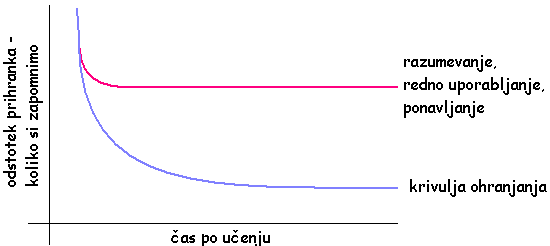 odstotek prihranka -
koliko si zapomnimo
razumevanje,
redno uporabljanje,
ponavljanje
krivulja ohranjanja
čas po učenju